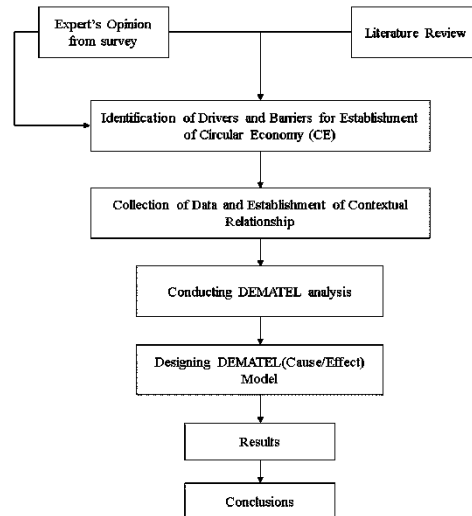 Expert's Opinion
from survey
Literature Review
Identification of Drivers and Barriers for Establishment
of Circular Economy (CE)
Collection of Data and Establishment of Contextual
Relationship
Conducting DEMATEL analysis
Designing DEMATEL(Cause/Effect)
Model
Results
Conclusions